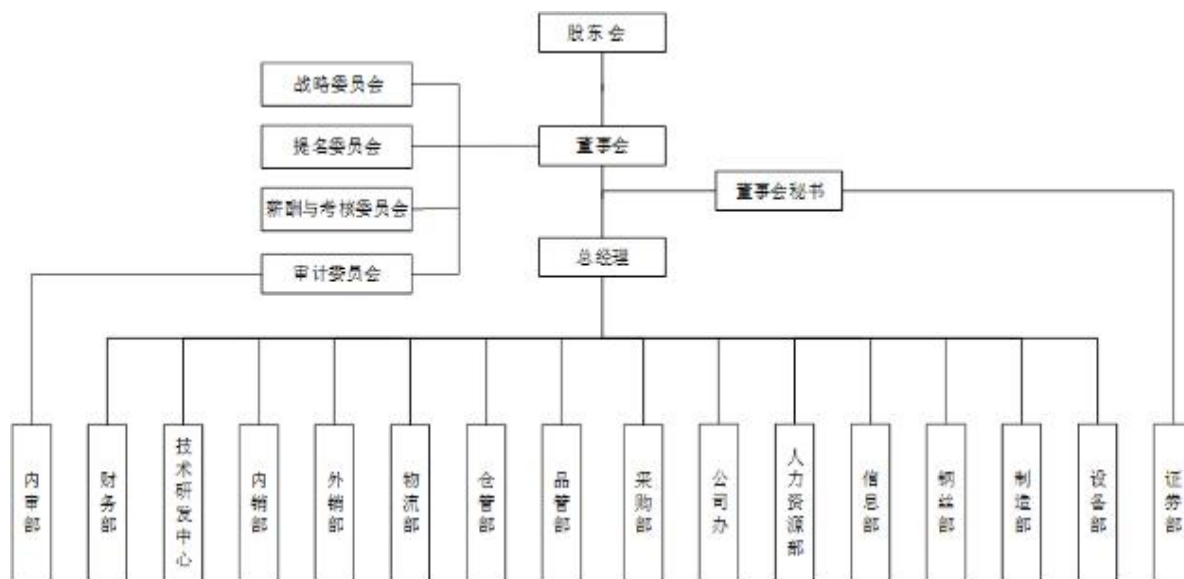 股东会
战略委员会
提名委员会
董事会
董事会秘书
薪酬与考核委员会
总经理
审计委员会
内审部
财务部
技术研发中心
内销部
外销部
物流部
仓管部
品管部
采购部
公司办
人力资源部
信息部
钢丝部
制造部
设备部
证券部